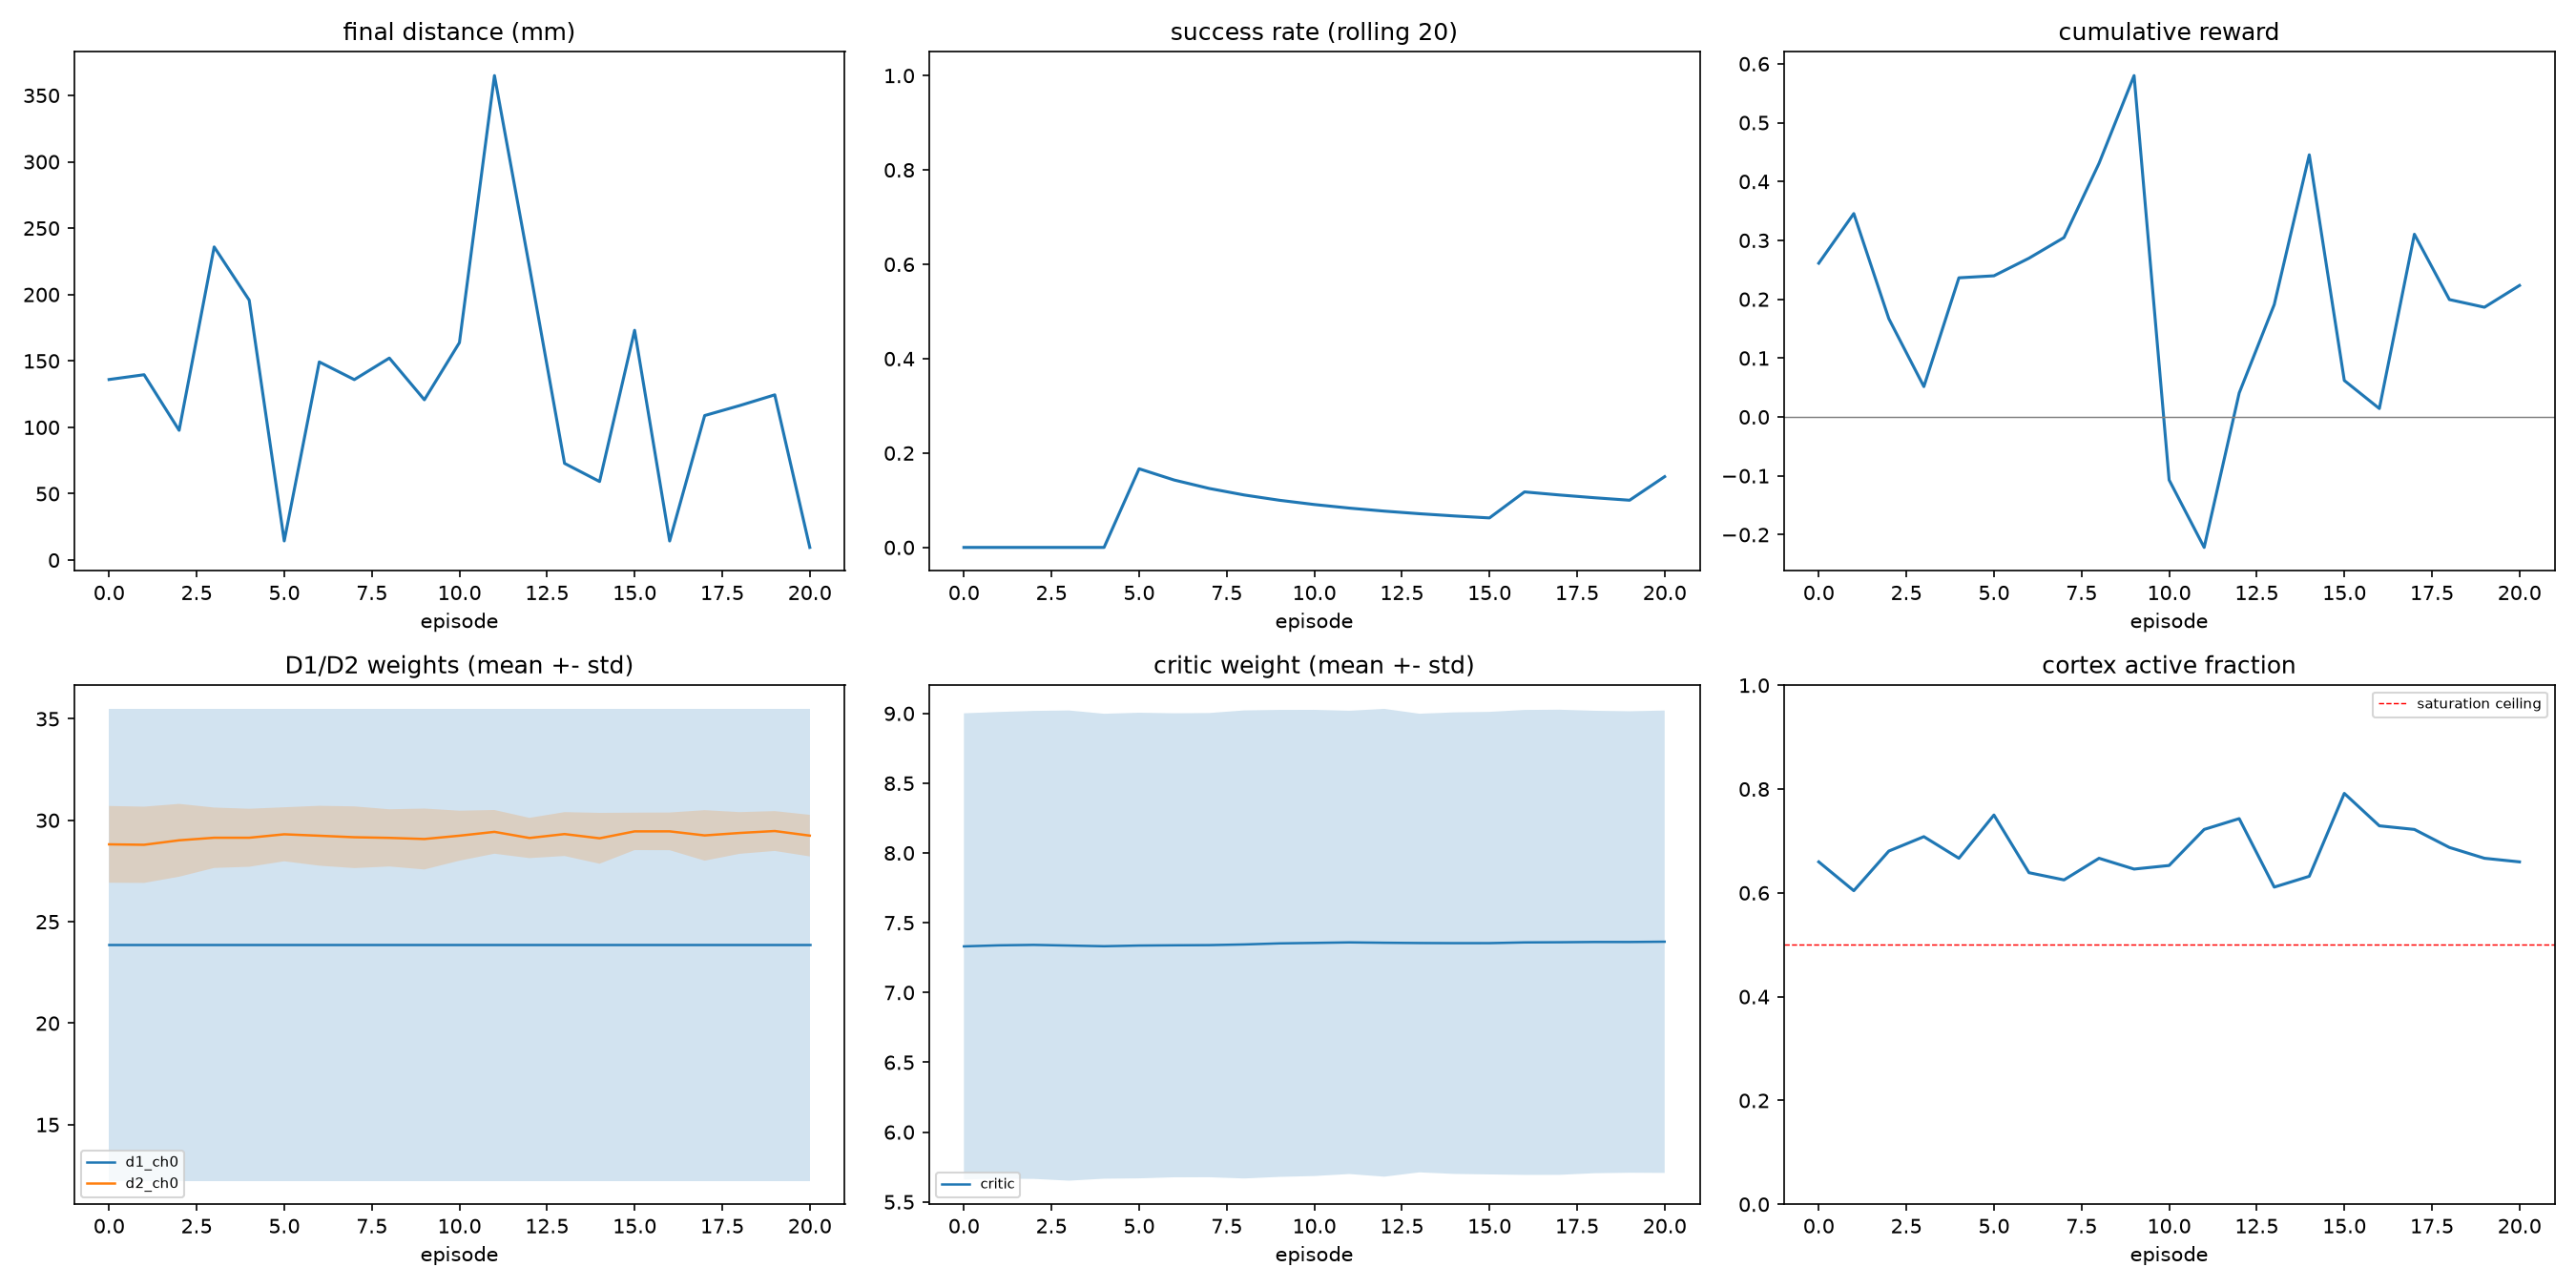 final distance (mm)
350
300
250
200
150
100
50
0
0.0 2.5 5.0 7.5 10.0 12.5 15.0 17.5 20.0
episode
success rate (rolling 20)
1.0
0.8
0.6
0.4
0.2
0.0
0.0 2.5 5.0 7.5 10.0 12.5 15.0 17.5 20.0
episode
cumulative reward
0.6
0.5
0.4
0.3
0.2
0.1
0.0
−0.1
−0.2
0.0 2.5 5.0 7.5 10.0 12.5 15.0 17.5 20.0
episode
D1/D2 weights (mean +- std)
35
30
25
20
15
d1_ch0
d2_ch0
0.0 2.5 5.0 7.5 10.0 12.5 15.0 17.5 20.0
episode
critic weight (mean +- std)
9.0
8.5
8.0
7.5
7.0
6.5
6.0
5.5
critic
0.0 2.5 5.0 7.5 10.0 12.5 15.0 17.5 20.0
episode
cortex active fraction
1.0
0.8
0.6
0.4
0.2
0.0
saturation ceiling
0.0 2.5 5.0 7.5 10.0 12.5 15.0 17.5 20.0
episode